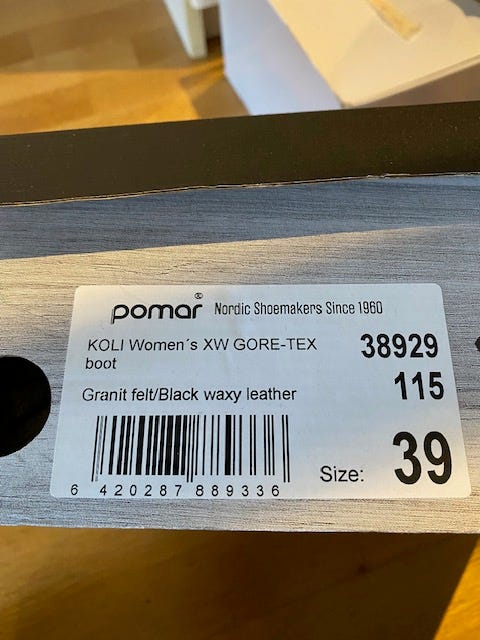 pomar® Nordic Shoemakers Since 1960
KOLI Women´s XW GORE-TEX 38929
boot
Granit felt/Black waxy leather 115
6 420287 889336
Size: 39